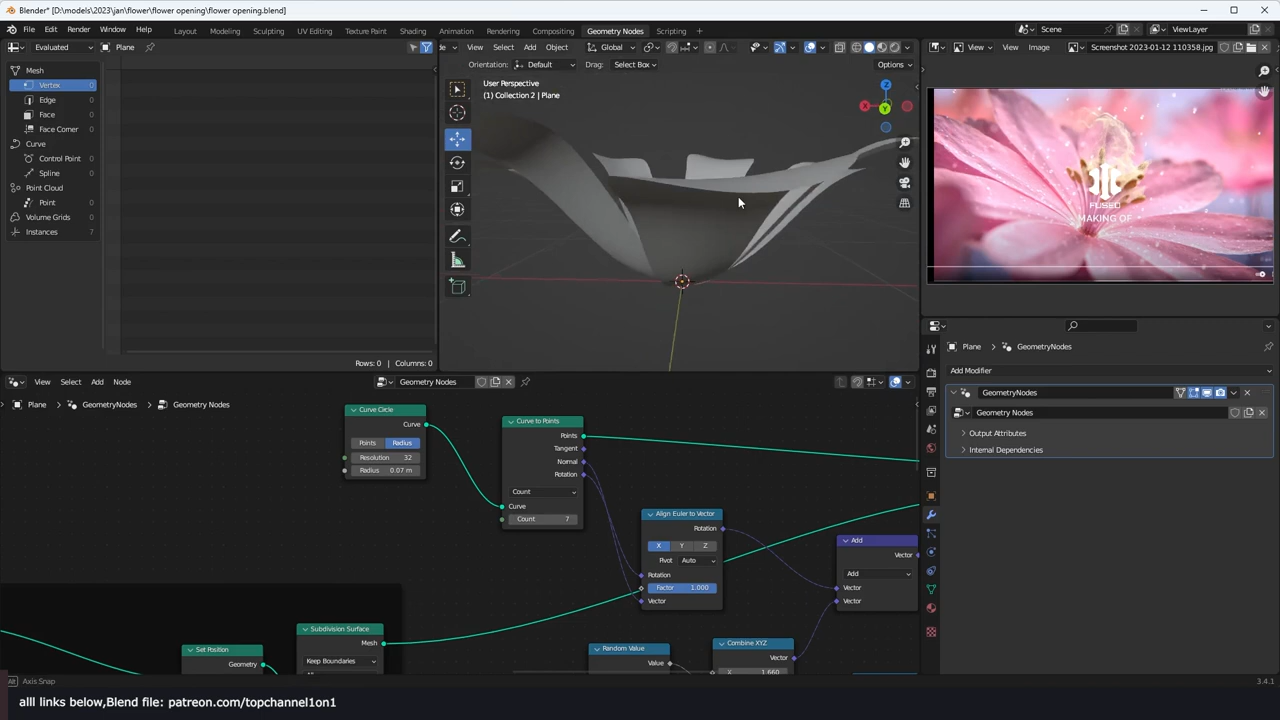 Blender* [D:\models\2023\jan\flower\flower opening\flower opening.blend]
File Edit Render Window Help Layout Modeling Sculpting UV Editing Texture Paint Shading Animation Rendering Compositing Geometry Nodes Scripting Scene ViewLayer
Evaluated Plane
View Select Add Object Global
View View Image Screenshot 2023-01-12 110358.jpg
Orientation: Default Drag: Select Box Options
Mesh
Vertex 0
Edge 0
Face 0
Face Corner 0
Curve
Control Point 0
Spline 0
Point Cloud
Point 0
Volume Grids
Instances 7
Rows: 0 | Columns: 0
User Perspective
(1) Collection 2 | Plane
X
Y
Z
FUSED
MAKING OF
View Select Add Node Geometry Nodes
Plane GeometryNodes Geometry Nodes
Curve Circle
Curve
Points Radius
Resolution 32
Radius 0.07 m
Curve to Points
Points
Tangent
Normal
Rotation
Count
Curve
Count 7
Align Euler to Vector
Rotation
X Y Z
Pivot Auto
Rotation
Factor 1.000
Vector
Add
Vector
Add
Vector
Vector
Set Position
Geometry
Subdivision Surface
Mesh
Keep Boundaries
Random Value
Value
Combine XYZ
Vector
X 1.660
Plane GeometryNodes
Add Modifier
GeometryNodes
Geometry Nodes
Output Attributes
Internal Dependencies
Alt Axis Snap 3.4.1
alll links below,Blend file: patreon.com/topchannel1on1